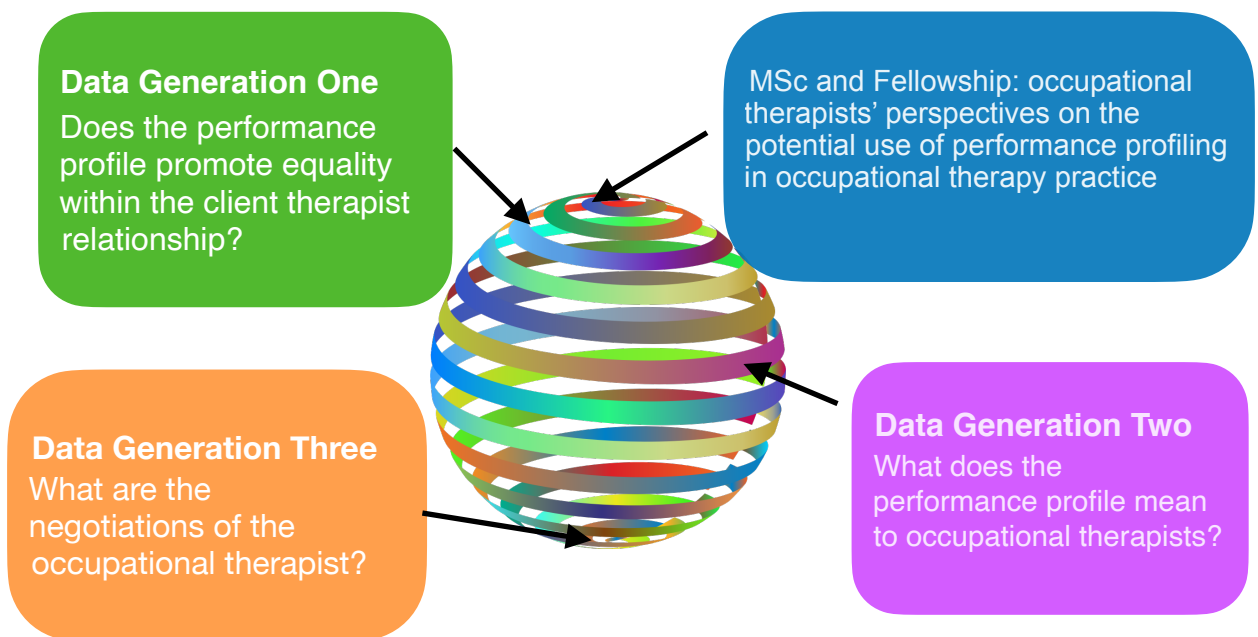 Data Generation One
Does the performance
profile promote equality
within the client therapist
relationship?
MSc and Fellowship: occupational
therapists’ perspectives on the
potential use of performance profiling
in occupational therapy practice
Data Generation Three
What are the
negotiations of the
occupational therapist?
Data Generation Two
What does the
performance profile mean
to occupational therapists?